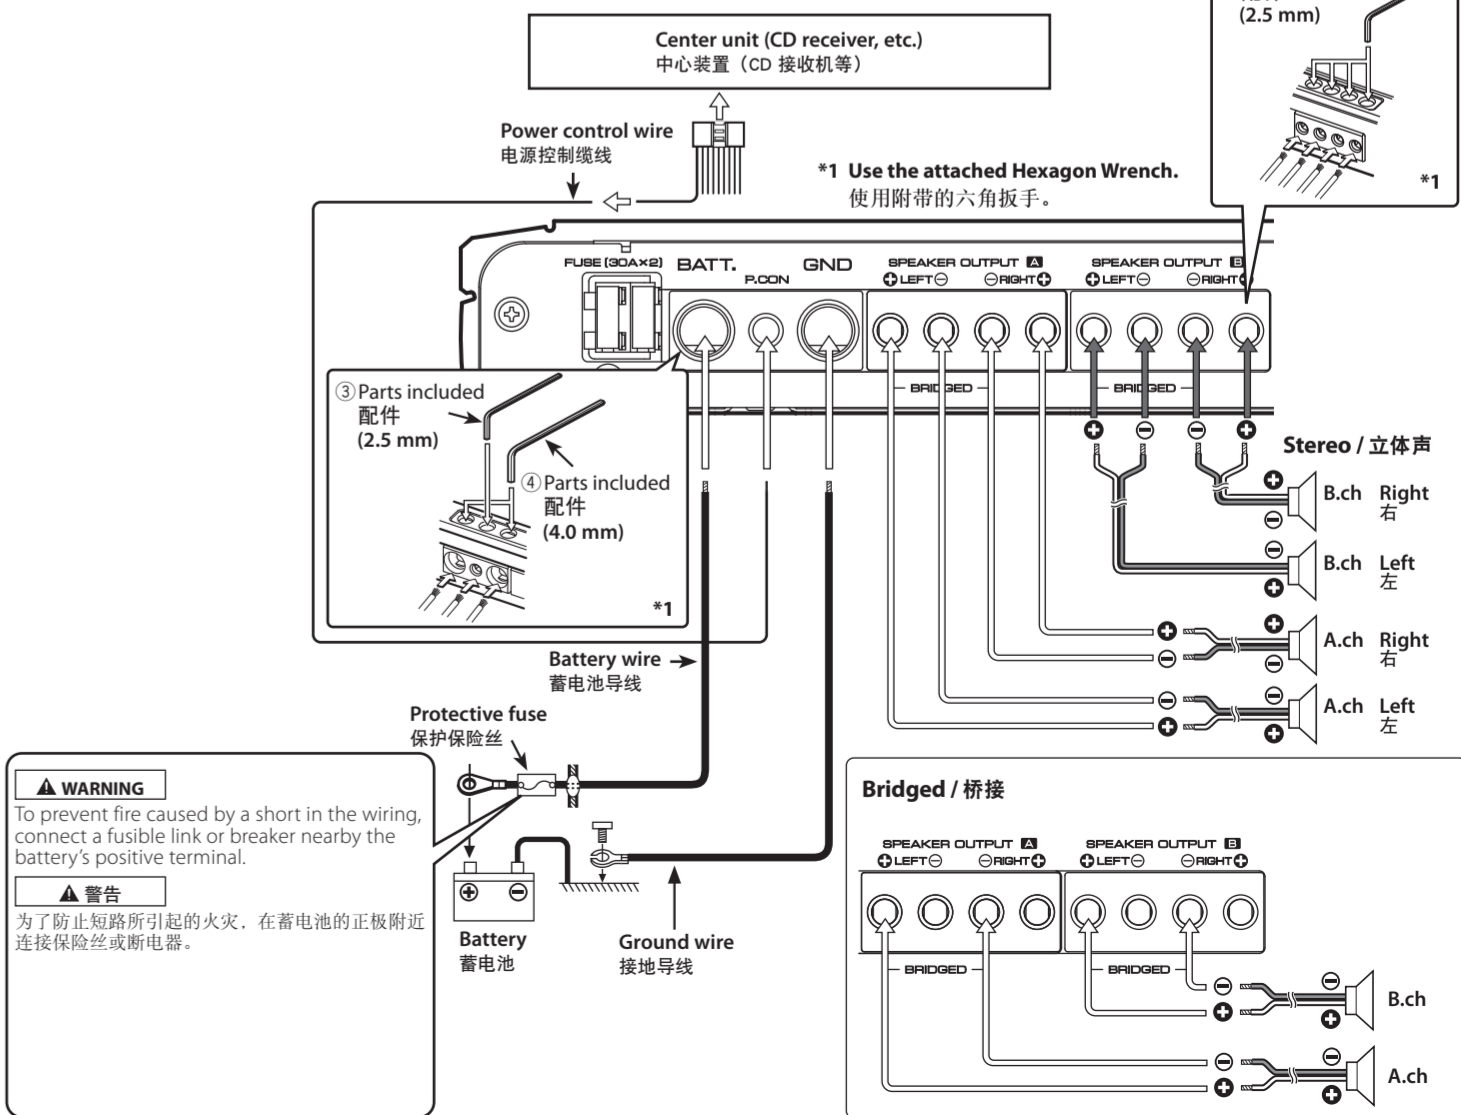 (2.5 mm)
*1
Center unit (CD receiver, etc.)
中心装置（CD 接收机等）
Power control wire
电源控制缆线
*1 Use the attached Hexagon Wrench.
使用附带的六角扳手。
FUSE (30A×2)
BATT.
P.CON
GND
SPEAKER OUTPUT A
⊕LEFT⊖ ⊖RIGHT⊕
SPEAKER OUTPUT B
⊕LEFT⊖ ⊖RIGHT⊕
BRIDGED
BRIDGED
③Parts included
配件
(2.5 mm)
④Parts included
配件
(4.0 mm)
*1
⊕ ⊖ ⊖ ⊕
Stereo / 立体声
⊕
B.ch Right
右
⊖
⊖
B.ch Left
左
⊕
⊕ ⊕
A.ch Right
右
⊖ ⊖
⊖ ⊖
A.ch Left
左
⊕ ⊕
Battery wire
蓄电池导线
Protective fuse
保护保险丝
WARNING
To prevent fire caused by a short in the wiring,
connect a fusible link or breaker nearby the
battery's positive terminal.
警告
为了防止短路所引起的火灾，在蓄电池的正极附近
连接保险丝或断电器。
⊕ ⊖
Battery
蓄电池
Ground wire
接地导线
Bridged / 桥接
SPEAKER OUTPUT A
⊕LEFT⊖ ⊖RIGHT⊕
SPEAKER OUTPUT B
⊕LEFT⊖ ⊖RIGHT⊕
BRIDGED
BRIDGED
⊖ ⊖
B.ch
⊕ ⊕
⊖ ⊖
A.ch
⊕ ⊕